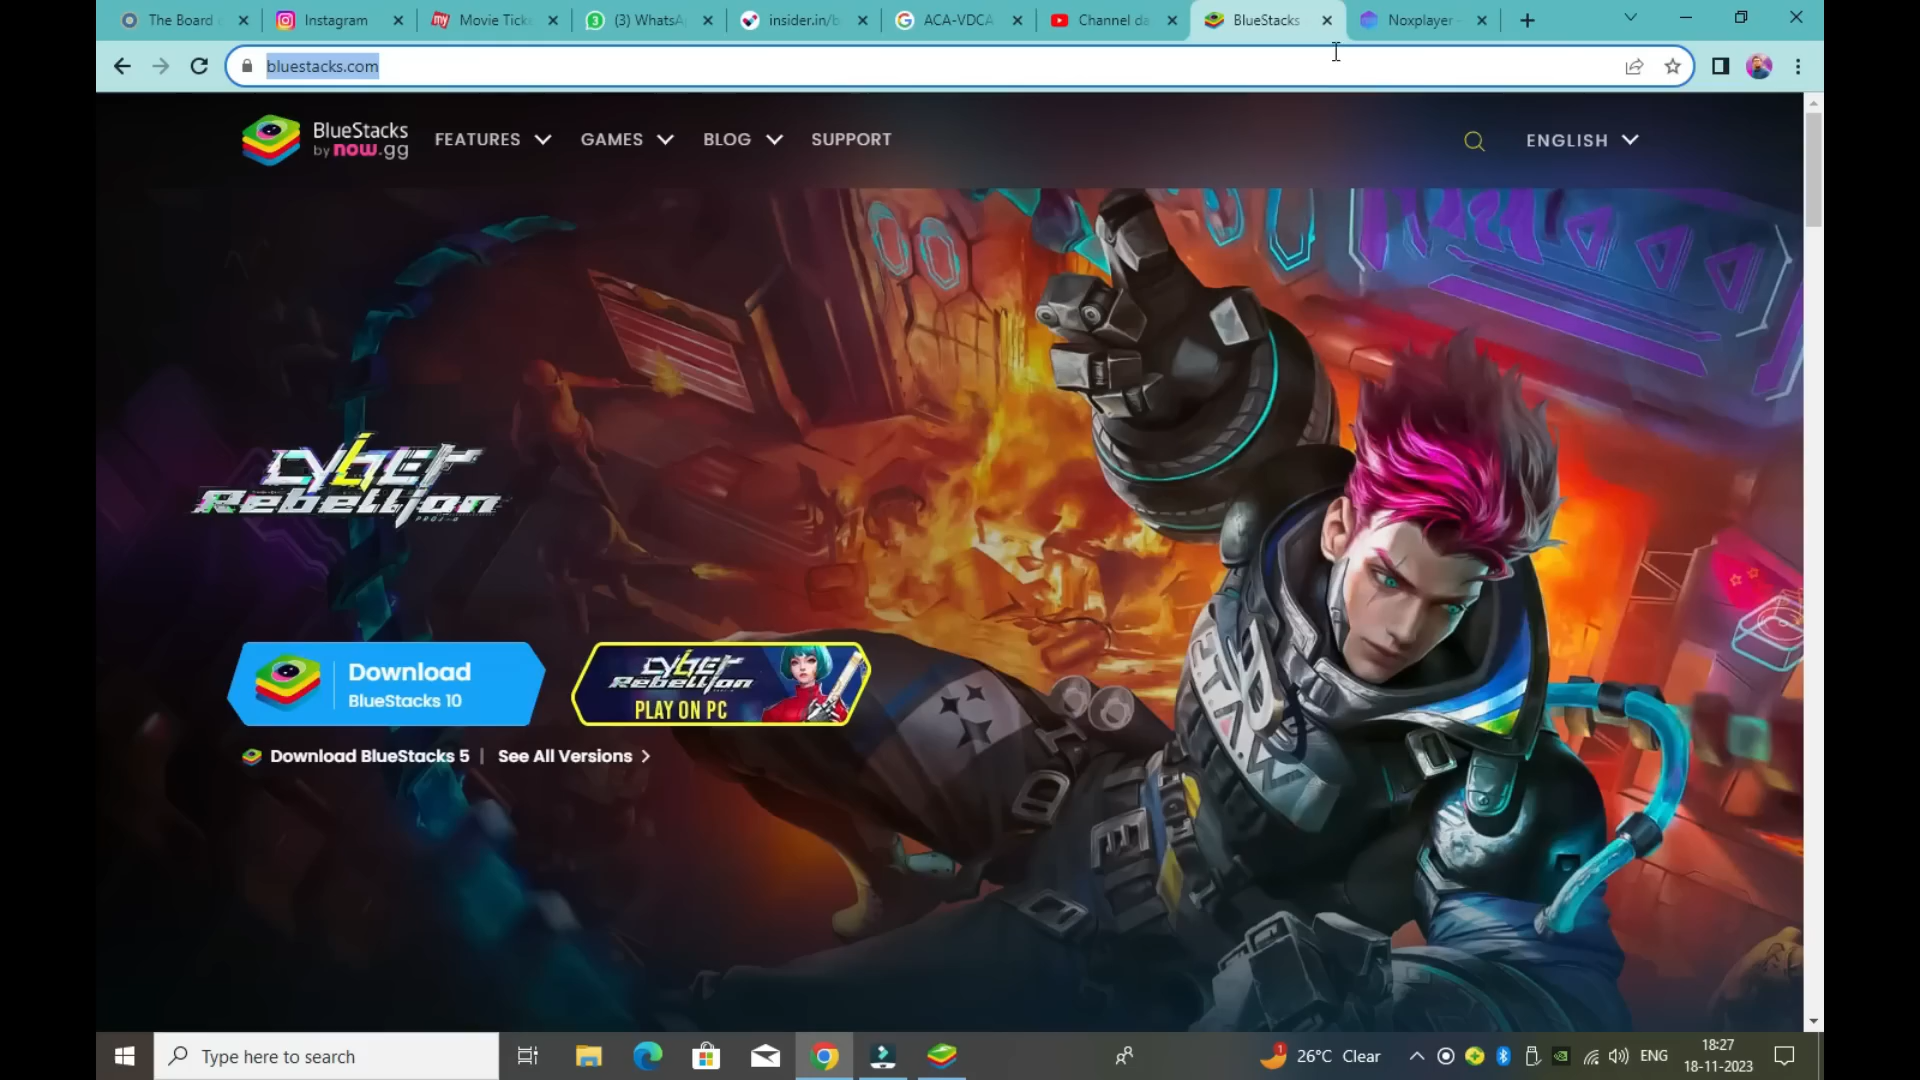 The Board
Instagram
Movie Ticke
(3) WhatsA
insider.in/b
ACA-VDCA
Channel da
BlueStacks
Noxplayer
bluestacks.com
BlueStacks
by now.gg
FEATURES
GAMES
BLOG
SUPPORT
ENGLISH
Cyber
Rebellion
Download
BlueStacks 10
Cyber
Rebellion
PLAY ON PC
Download BlueStacks 5 | See All Versions >
Type here to search
1
26°C Clear
ENG
18:27
18-11-2023